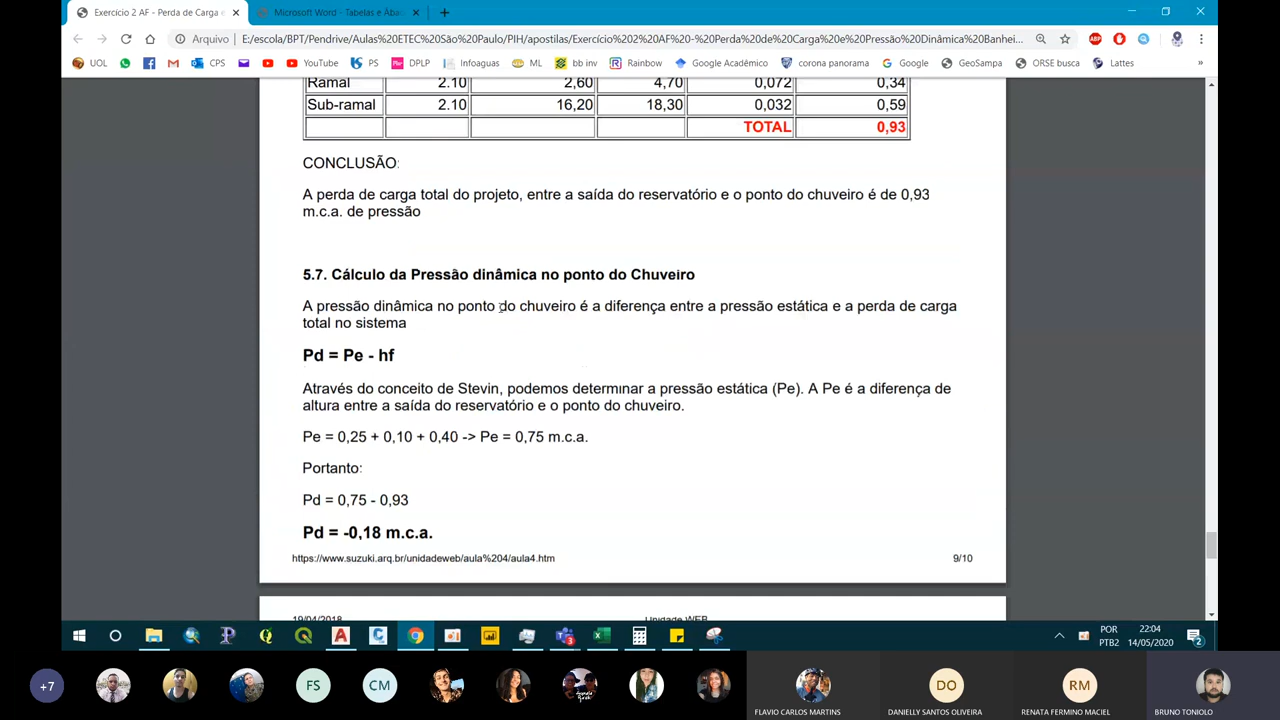 Exercício 2 AF - Perda de Carga e
Microsoft Word - Tabelas e Ába
Arquivo
E:/escola/BPT/Pendrive/Aulas%20ETEC%20São%20Paulo/PIH/apostilas/Exercício%202%20AF%20-%20Perda%20de%20Carga%20e%20Pressão%20Dinâmica%20Banhei...
UOL CPS YouTube PS DPLP Infoaguas ML bb inv Rainbow Google Acadêmico corona panorama Google GeoSampa ORSE busca Lattes »
Ramal 2.10 2,60 4,70 0,072 0,34
Sub-ramal 2.10 16,20 18,30 0,032 0,59
TOTAL 0,93
CONCLUSÃO:
A perda de carga total do projeto, entre a saída do reservatório e o ponto do chuveiro é de 0,93
m.c.a. de pressão
5.7. Cálculo da Pressão dinâmica no ponto do Chuveiro
A pressão dinâmica no ponto do chuveiro é a diferença entre a pressão estática e a perda de carga
total no sistema
Pd = Pe - hf
Através do conceito de Stevin, podemos determinar a pressão estática (Pe). A Pe é a diferença de
altura entre a saída do reservatório e o ponto do chuveiro.
Pe = 0,25 + 0,10 + 0,40 -> Pe = 0,75 m.c.a.
Portanto:
Pd = 0,75 - 0,93
Pd = -0,18 m.c.a.
https://www.suzuki.arq.br/unidadeweb/aula%204/aula4.htm 9/10
19/04/2018 Unidade WEB
POR 22:04
PTB2 14/05/2020
+7 FS CM DO RM
FLAVIO CARLOS MARTINS DANIELLY SANTOS OLIVEIRA RENATA FERMINO MACIEL BRUNO TONIOLO